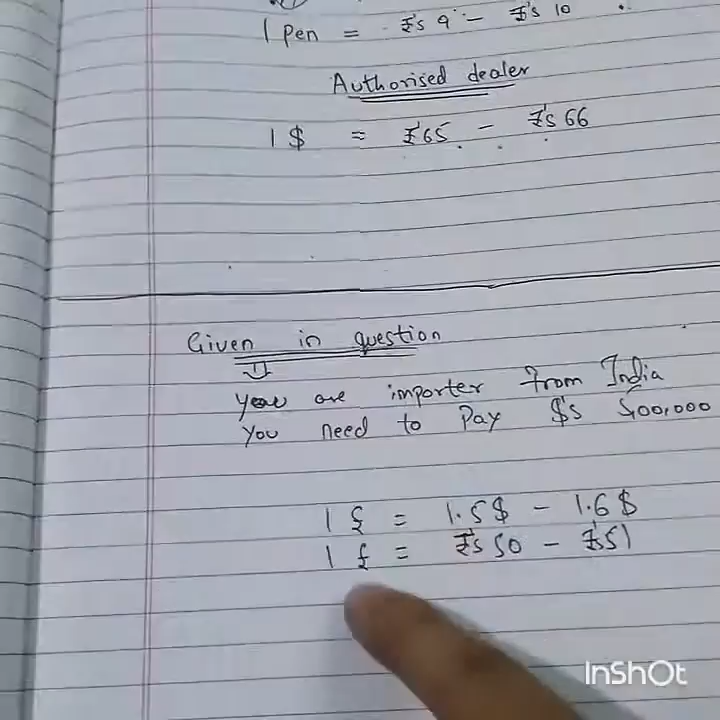 1 Pen = ₹s 9 - ₹s 10
Authorised dealer
1 $ = ₹65 - ₹s 66
Given in question
you are importer from India
You need to Pay $s 500,000
1 £ = 1.5$ - 1.6$
1 £ = ₹s 50 - ₹s51
InShOt